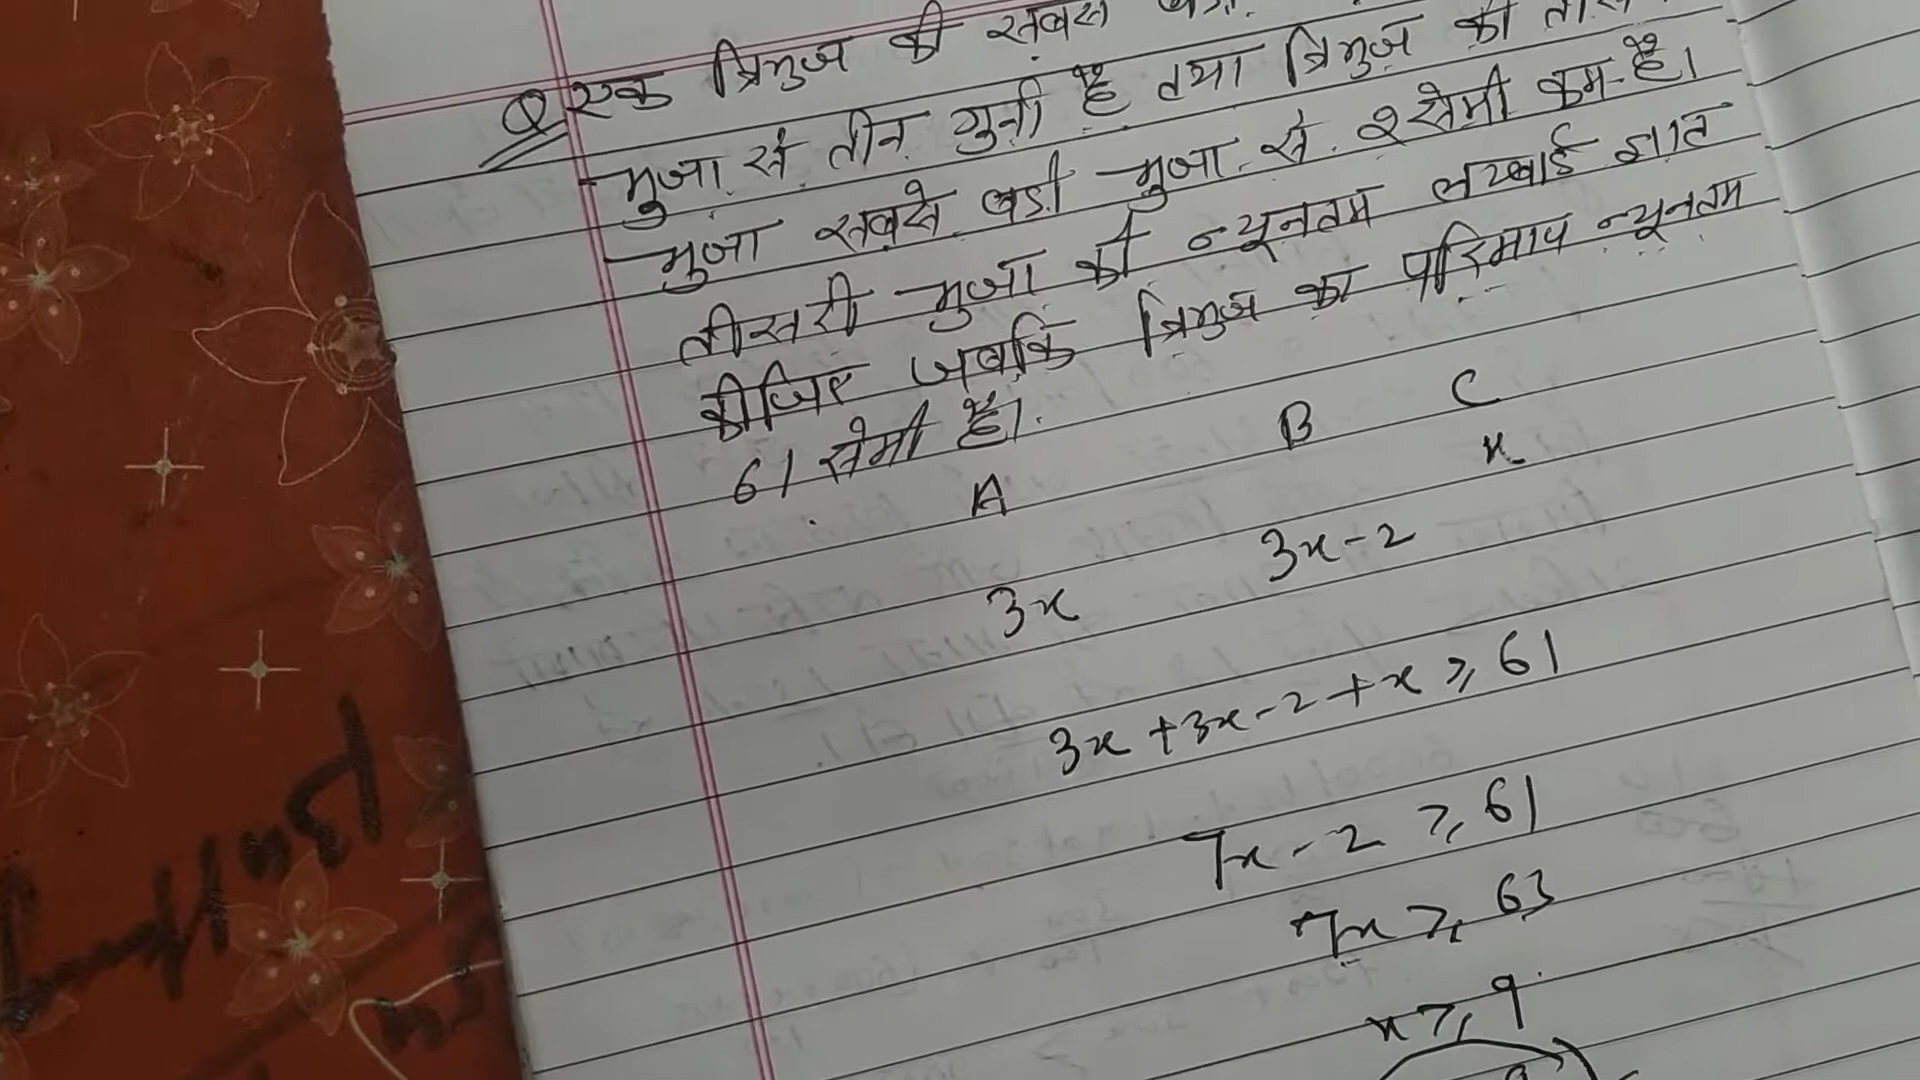 Q एक त्रिभुज की सबसे
भुजा से तीन गुनी है तथा त्रिभुज की
भुजा सबसे बडी भुजा से 2 सेमी कम है।
तीसरी भुजा की न्यूनतम लम्बाई ज्ञात
कीजिए जबकि त्रिभुज का परिमाप न्यूनतम
61 सेमी है।
A B C
3x 3x-2 x
3x+3x-2+x ≥ 61
7x-2 ≥ 61
7x ≥ 63
x ≥ 9